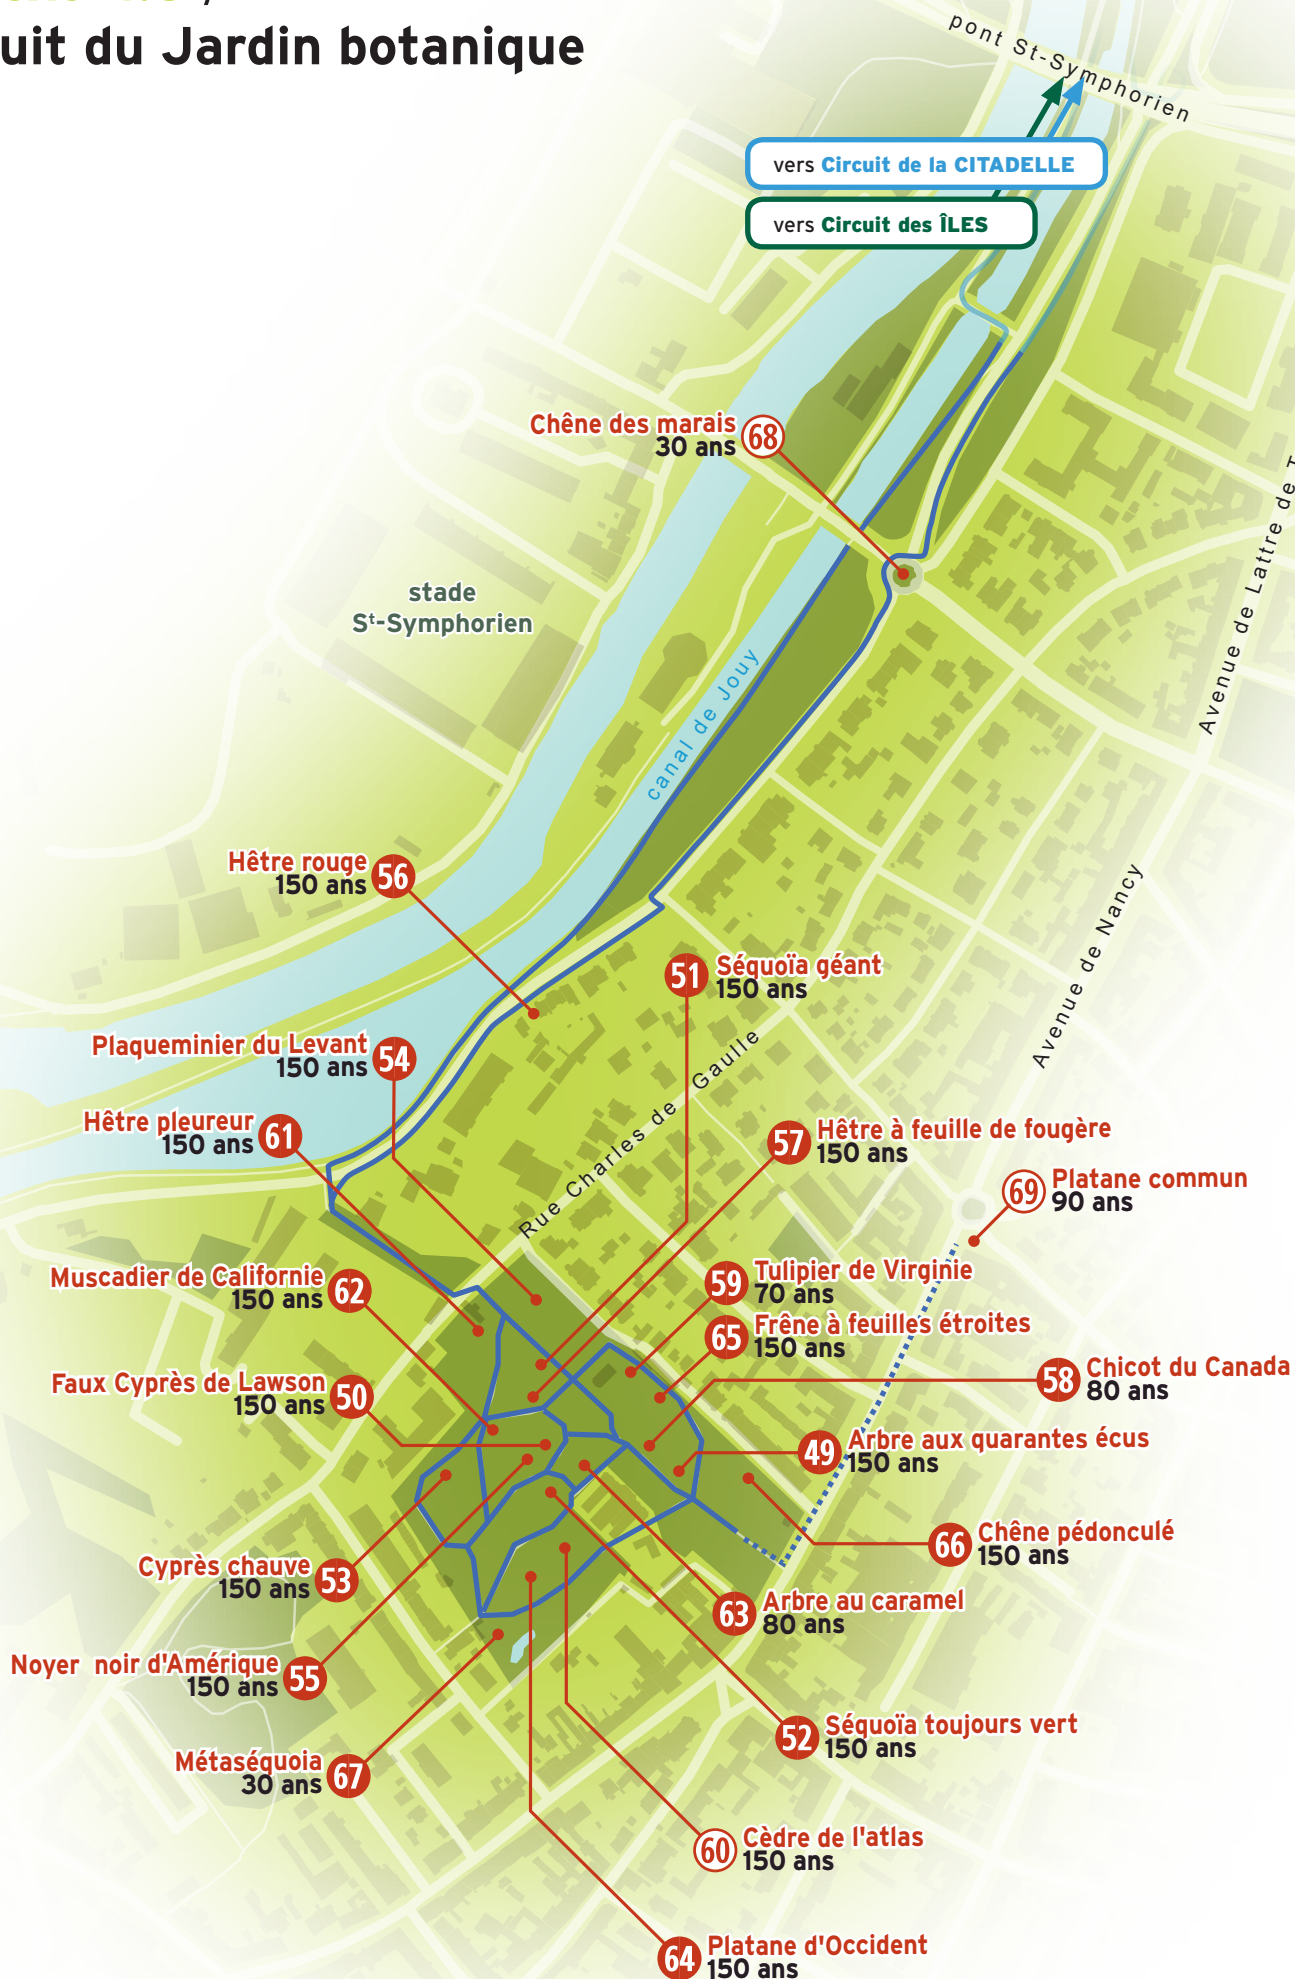 uit du Jardin botanique
pont St-Symphorien
vers Circuit de la CITADELLE
vers Circuit des ÎLES
Chêne des marais
30 ans
68
Avenue de Lattre de T
stade
St-Symphorien
canal de Jouy
Hêtre rouge
150 ans
56
Avenue de Nancy
51
Séquoïa géant
150 ans
Plaqueminier du Levant
150 ans
54
Rue Charles de Gaulle
Hêtre pleureur
150 ans
61
57
Hêtre à feuille de fougère
150 ans
69
Platane commun
90 ans
Muscadier de Californie
150 ans
62
59
Tulipier de Virginie
70 ans
65
Frêne à feuilles étroites
150 ans
58
Chicot du Canada
80 ans
Faux Cyprès de Lawson
150 ans
50
49
Arbre aux quarantes écus
150 ans
66
Chêne pédonculé
150 ans
Cyprès chauve
150 ans
53
63
Arbre au caramel
80 ans
Noyer noir d'Amérique
150 ans
55
52
Séquoïa toujours vert
150 ans
Métaséquoia
30 ans
67
60
Cèdre de l'atlas
150 ans
64
Platane d'Occident
150 ans